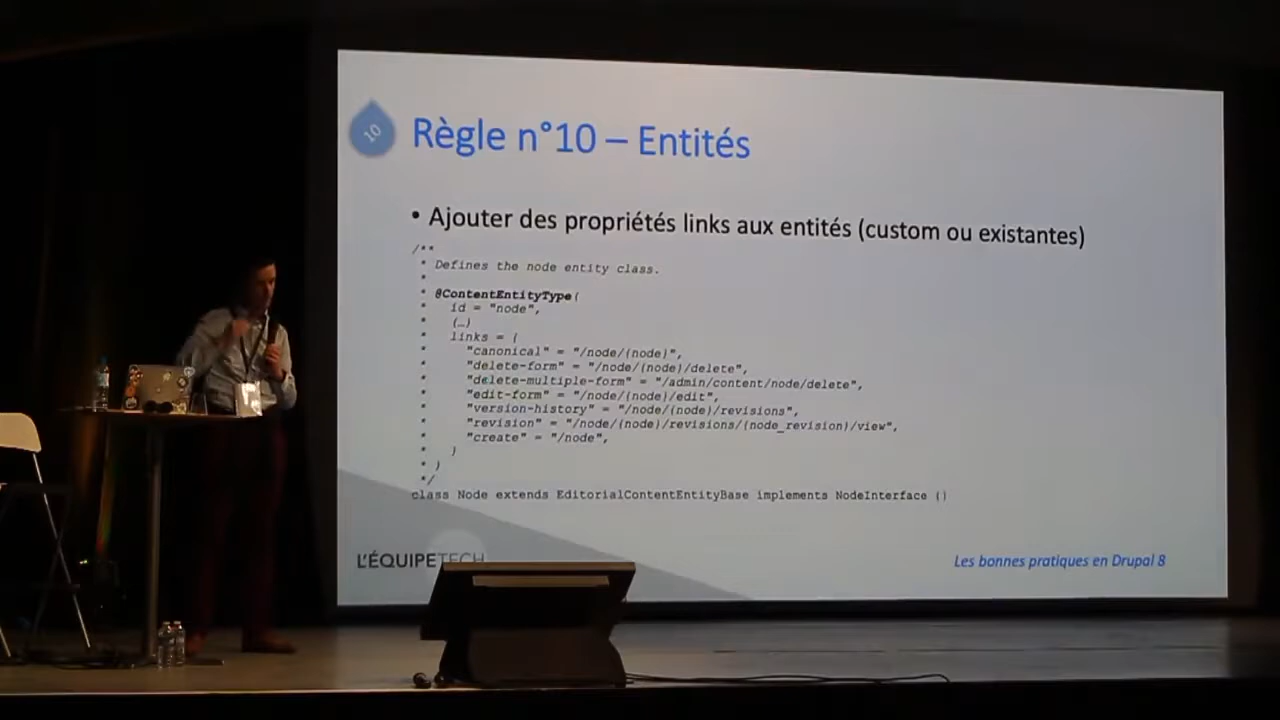 10
Règle n°10 – Entités
• Ajouter des propriétés links aux entités (custom ou existantes)
/**
* Defines the node entity class.
*
* @ContentEntityType(
*   id = "node",
*   (…)
*   links = {
*     "canonical" = "/node/{node}",
*     "delete-form" = "/node/{node}/delete",
*     "delete-multiple-form" = "/admin/content/node/delete",
*     "edit-form" = "/node/{node}/edit",
*     "version-history" = "/node/{node}/revisions",
*     "revision" = "/node/{node}/revisions/{node_revision}/view",
*     "create" = "/node",
*   }
* )
*/
class Node extends EditorialContentEntityBase implements NodeInterface {}
L'ÉQUIPETECH
Les bonnes pratiques en Drupal 8